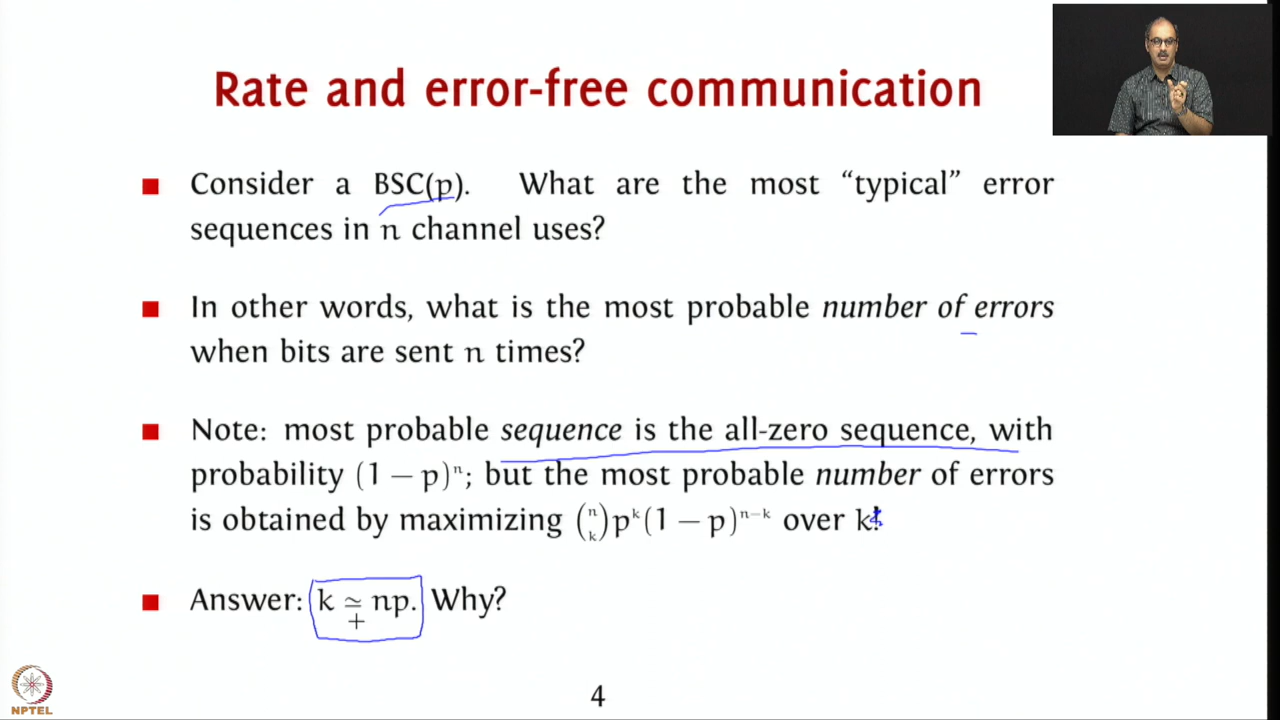 Rate and error-free communication
Consider a BSC(p). What are the most “typical” error
sequences in n channel uses?
In other words, what is the most probable number of errors
when bits are sent n times?
Note: most probable sequence is the all-zero sequence, with
probability (1 − p)ⁿ; but the most probable number of errors
is obtained by maximizing (ⁿₖ)pᵏ(1 − p)ⁿ⁻ᵏ over k!
Answer: k ≃ np. Why?
+
NPTEL
4